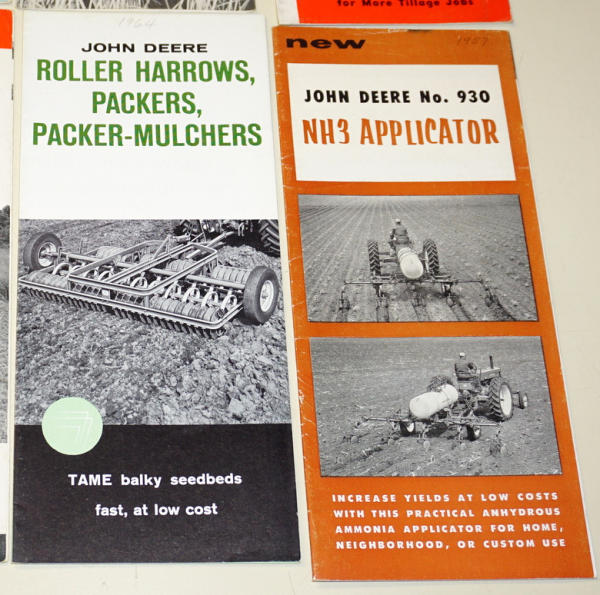 for More Tillage Jobs
1964
JOHN DEERE
ROLLER HARROWS,
PACKERS,
PACKER-MULCHERS
TAME balky seedbeds
fast, at low cost
new
1957
JOHN DEERE No. 930
NH3 APPLICATOR
INCREASE YIELDS AT LOW COSTS
WITH THIS PRACTICAL ANHYDROUS
AMMONIA APPLICATOR FOR HOME,
NEIGHBORHOOD, OR CUSTOM USE